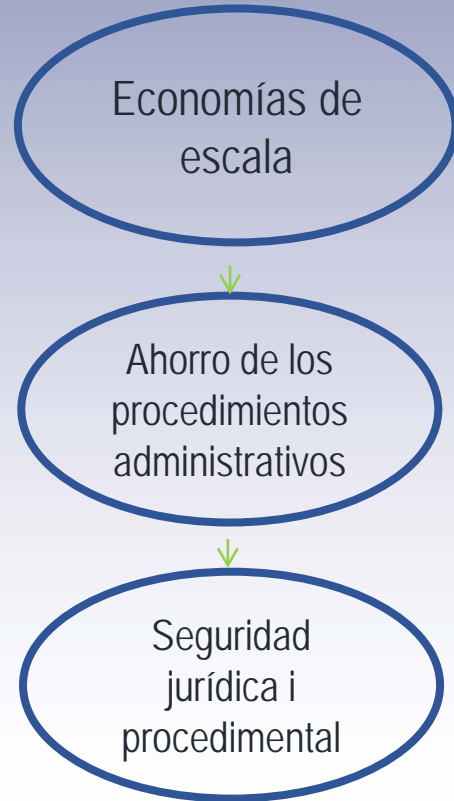 Economías de
escala
Ahorro de los
procedimientos
administrativos
Seguridad
jurídica i
procedimental